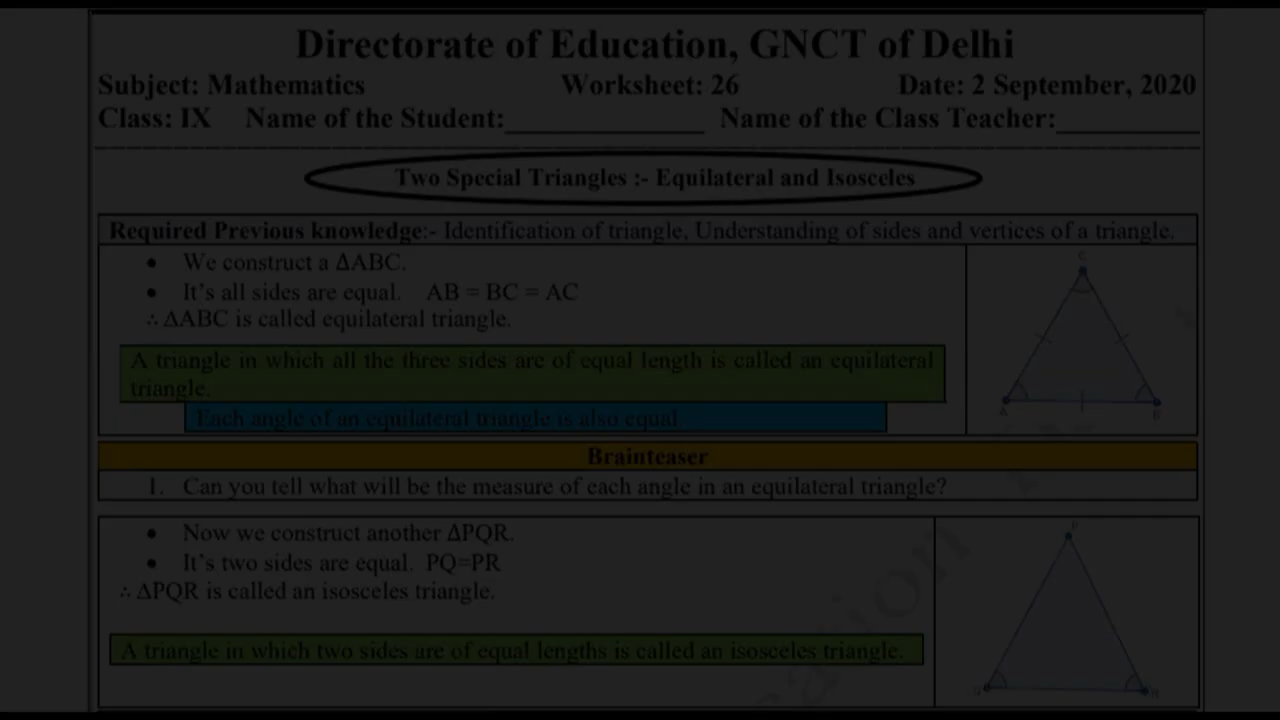 Directorate of Education, GNCT of Delhi
Subject: Mathematics Worksheet: 26 Date: 2 September, 2020
Class: IX Name of the Student:______________ Name of the Class Teacher:__________
Two Special Triangles :- Equilateral and Isosceles
Required Previous knowledge:- Identification of triangle, Understanding of sides and vertices of a triangle.
• We construct a ΔABC.
• It's all sides are equal. AB = BC = AC
∴ ΔABC is called equilateral triangle.
A triangle in which all the three sides are of equal length is called an equilateral
triangle.
Each angle of an equilateral triangle is also equal.
C
A B
Brainteaser
1. Can you tell what will be the measure of each angle in an equilateral triangle?
• Now we construct another ΔPQR.
• It's two sides are equal. PQ=PR
∴ ΔPQR is called an isosceles triangle.
A triangle in which two sides are of equal lengths is called an isosceles triangle.
P
Q R